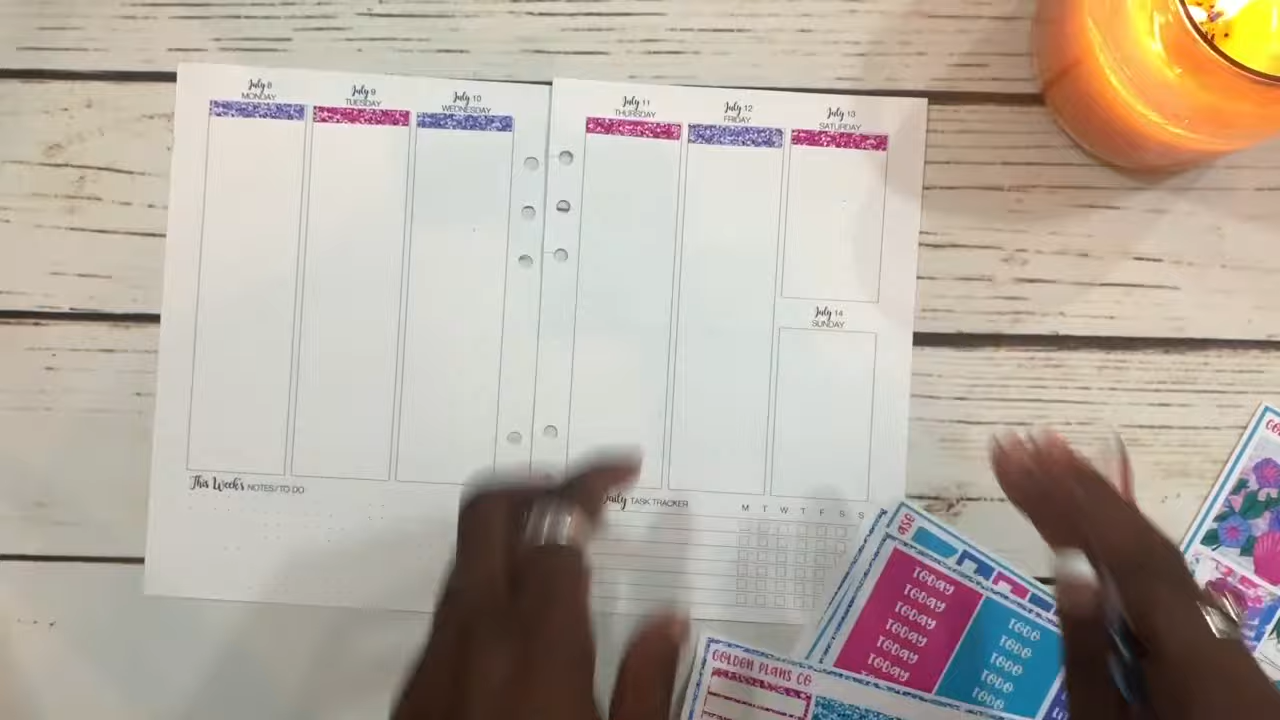 July 8
MONDAY
July 9
TUESDAY
July 10
WEDNESDAY
July 11
THURSDAY
July 12
FRIDAY
July 13
SATURDAY
July 14
SUNDAY
This Week's NOTES/TO DO
Daily TASK TRACKER
M T W T F S S
TODAY
TODAY
TODAY
TODAY
TODAY
TODAY
TODO
TODO
TODO
TODO
TODO
GOLDEN PLANS CO